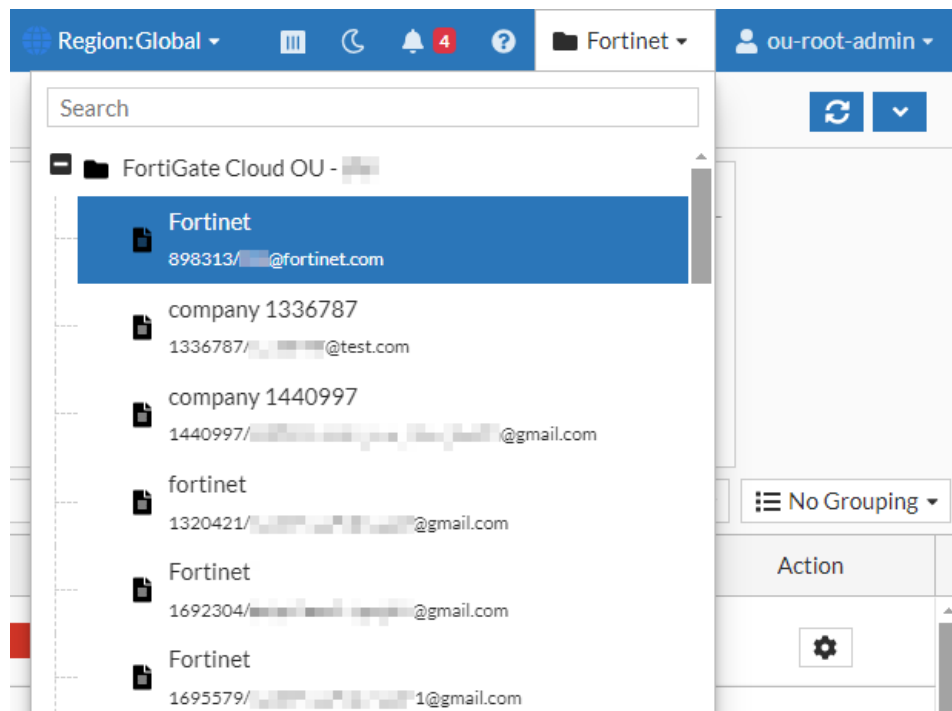 Region:Global
4
Fortinet
ou-root-admin
Search
FortiGate Cloud OU -
Fortinet
898313/ @fortinet.com
company 1336787
1336787/ @test.com
company 1440997
1440997/ @gmail.com
fortinet
1320421/ @gmail.com
No Grouping
Fortinet
1692304/ @gmail.com
Action
Fortinet
1695579/ 1@gmail.com